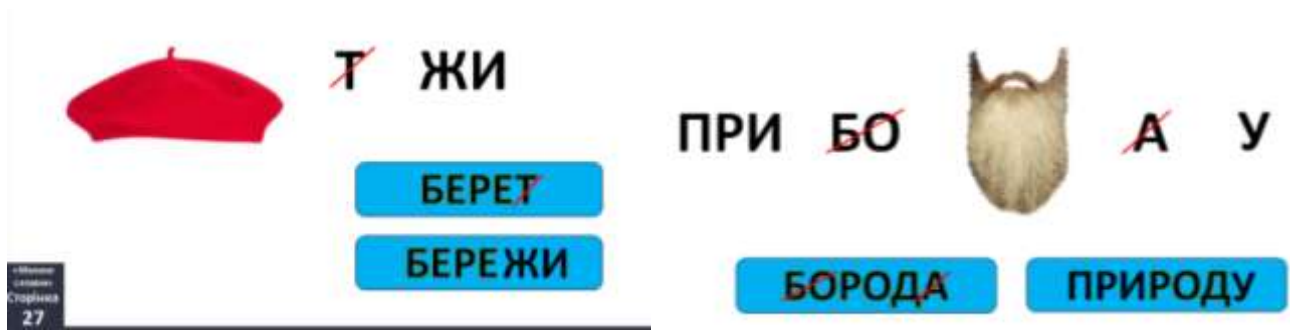 Т ЖИ
БЕРЕТ
БЕРЕЖИ
Сторінка
27
ПРИ БО А У
БОРОДА ПРИРОДУ